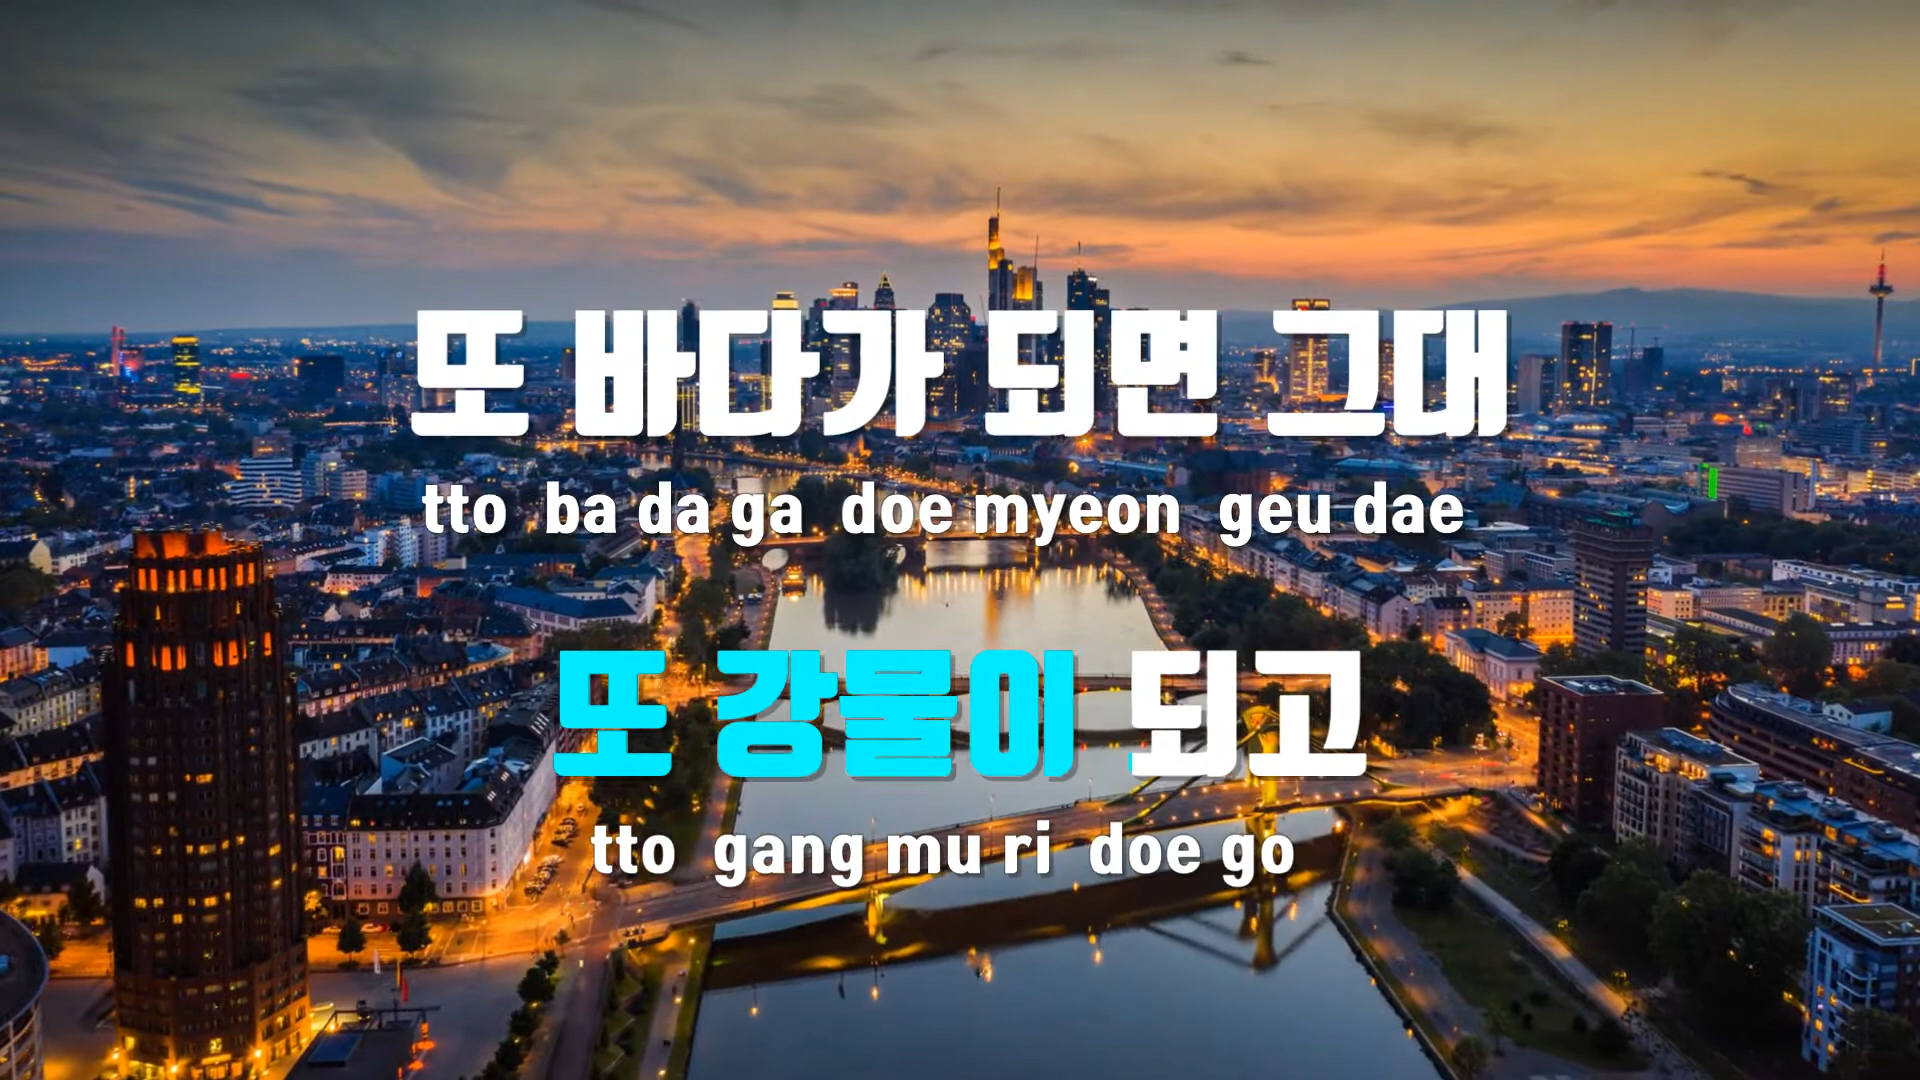 또 바다가 되면 그대
tto ba da ga doe myeon geu dae
또 강물이 되고
tto gang mu ri doe go